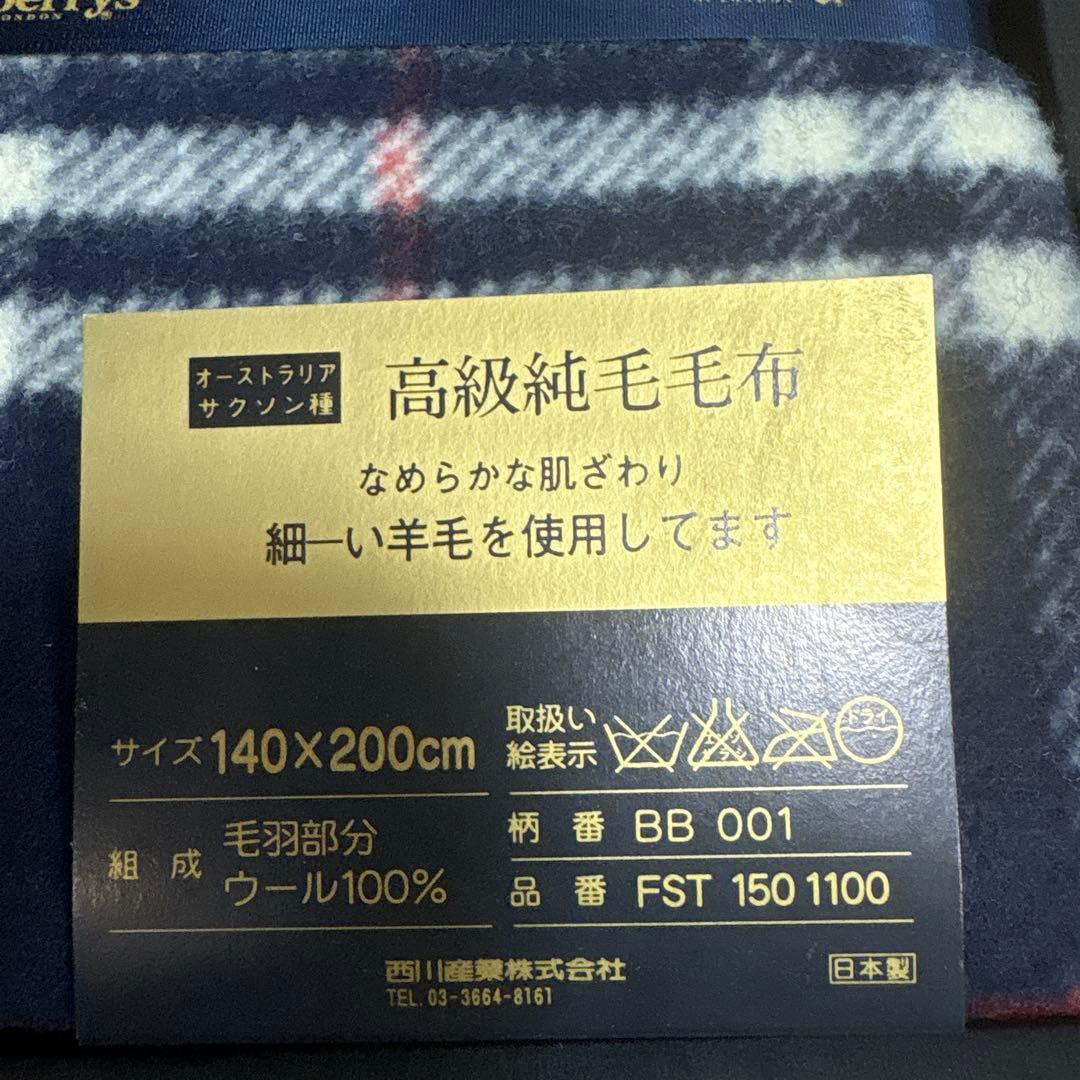 LONDON
オーストラリア
サクソン種
高級純毛毛布
なめらかな肌ざわり
細ーい羊毛を使用してます
サイズ 140×200cm
取扱い
絵表示
ドライ
組成 毛羽部分
ウール100%
柄番 BB 001
品番 FST 150 1100
西川産業株式会社
TEL. 03-3664-8161
日本製